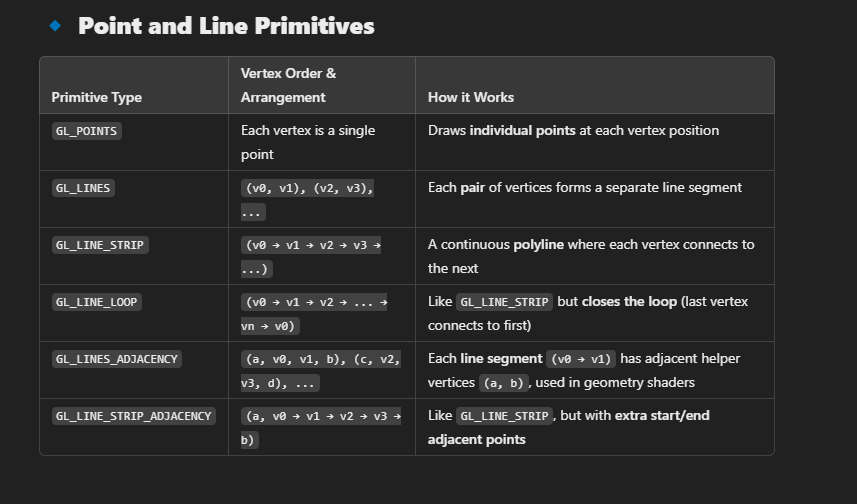 Point and Line Primitives
Primitive Type
Vertex Order &
Arrangement
How it Works
GL_POINTS
Each vertex is a single
point
Draws individual points at each vertex position
GL_LINES
(v0, v1), (v2, v3),
...
Each pair of vertices forms a separate line segment
GL_LINE_STRIP
(v0 → v1 → v2 → v3 →
...)
A continuous polyline where each vertex connects to
the next
GL_LINE_LOOP
(v0 → v1 → v2 → ... →
vn → v0)
Like GL_LINE_STRIP but closes the loop (last vertex
connects to first)
GL_LINES_ADJACENCY
(a, v0, v1, b), (c, v2,
v3, d), ...
Each line segment (v0 → v1) has adjacent helper
vertices (a, b), used in geometry shaders
GL_LINE_STRIP_ADJACENCY
(a, v0 → v1 → v2 → v3 →
b)
Like GL_LINE_STRIP, but with extra start/end
adjacent points